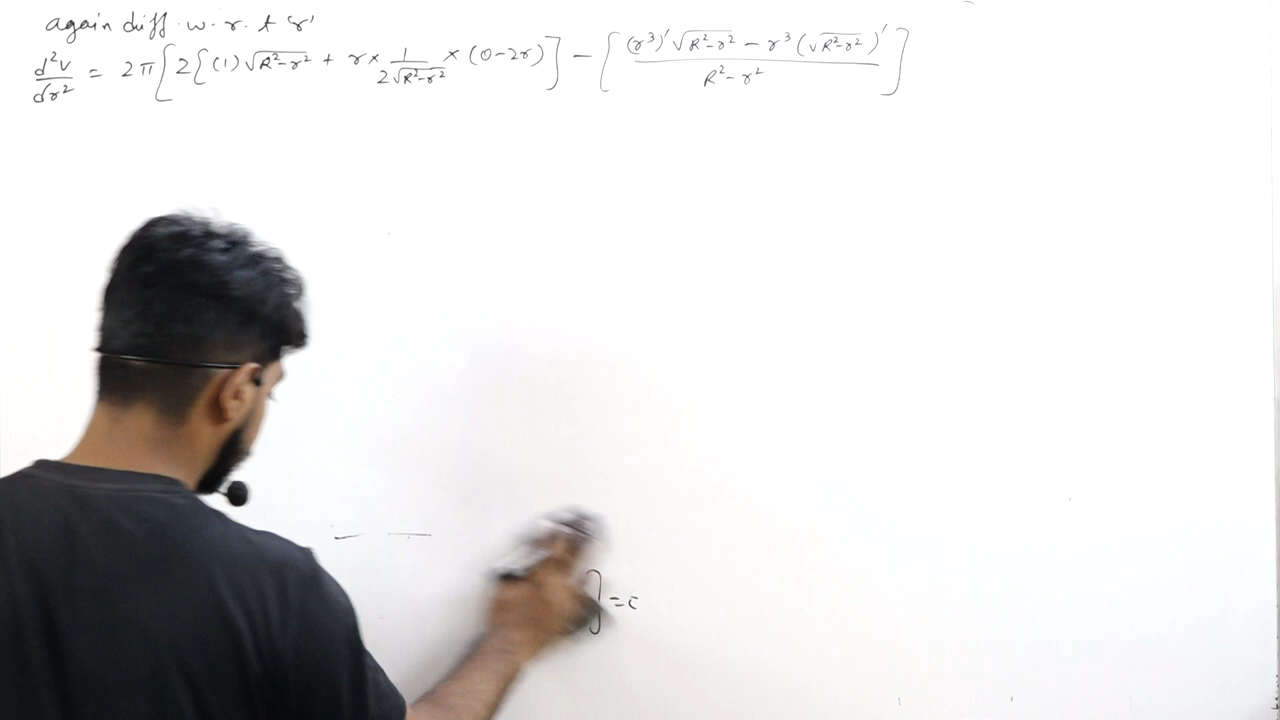 again diff. w. r. t 'r'
d²v/dr² = 2π[2{(1)√R²-r² + r × 1/2√R²-r² × (0-2r)] - [(r³)'√R²-r² - r³(√R²-r²)'/R²-r²]
} =